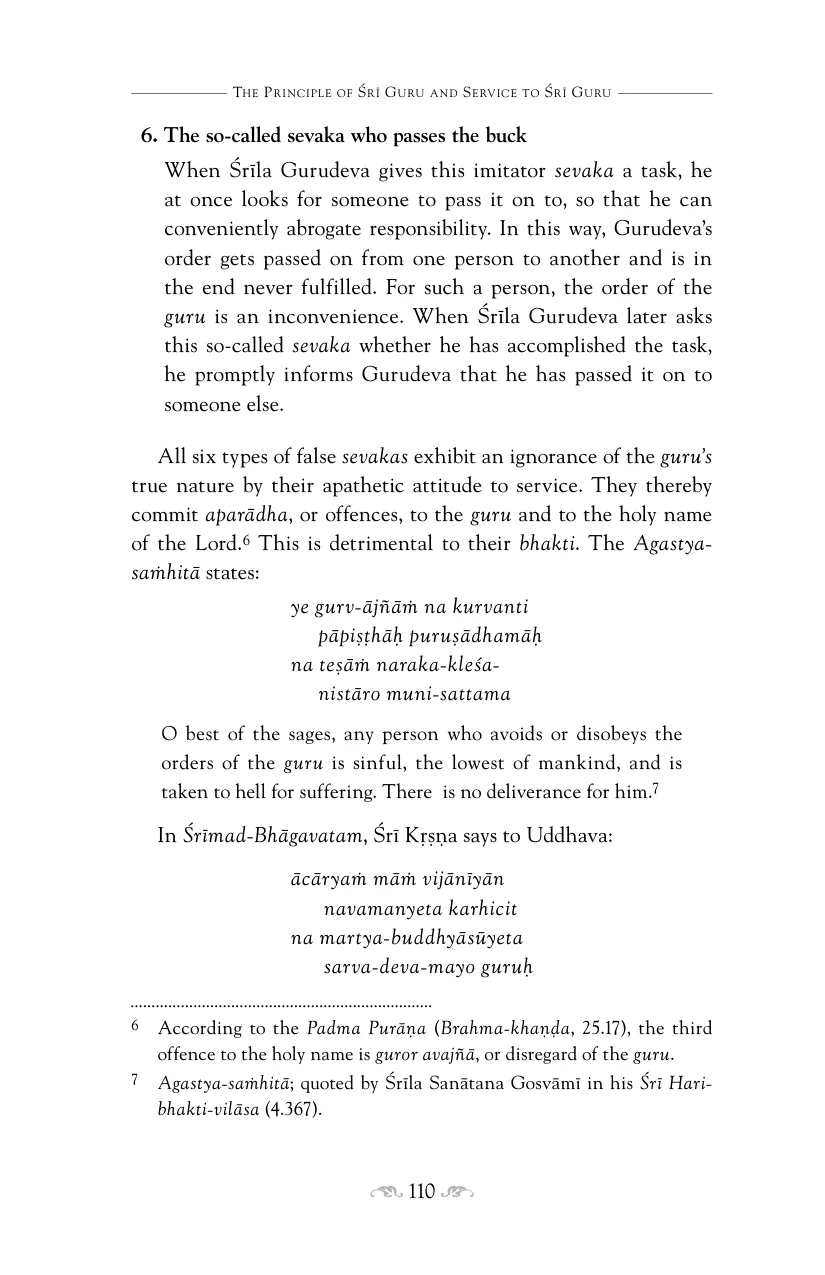 The Principle of Śrī Guru and Service to Śrī Guru
6. The so-called sevaka who passes the buck
When Śrīla Gurudeva gives this imitator sevaka a task, he
at once looks for someone to pass it on to, so that he can
conveniently abrogate responsibility. In this way, Gurudeva’s
order gets passed on from one person to another and is in
the end never fulfilled. For such a person, the order of the
guru is an inconvenience. When Śrīla Gurudeva later asks
this so-called sevaka whether he has accomplished the task,
he promptly informs Gurudeva that he has passed it on to
someone else.
All six types of false sevakas exhibit an ignorance of the guru’s
true nature by their apathetic attitude to service. They thereby
commit aparādha, or offences, to the guru and to the holy name
of the Lord.6 This is detrimental to their bhakti. The Agastya-
saṁhitā states:
ye gurv-ājñāṁ na kurvanti
pāpiṣṭhāḥ puruṣādhamāḥ
na teṣāṁ naraka-kleśa-
nistāro muni-sattama
O best of the sages, any person who avoids or disobeys the
orders of the guru is sinful, the lowest of mankind, and is
taken to hell for suffering. There is no deliverance for him.7
In Śrīmad-Bhāgavatam, Śrī Kṛṣṇa says to Uddhava:
ācāryaṁ māṁ vijānīyān
navamanyeta karhicit
na martya-buddhyāsūyeta
sarva-deva-mayo guruḥ
6 According to the Padma Purāṇa (Brahma-khaṇḍa, 25.17), the third
offence to the holy name is guror avajñā, or disregard of the guru.
7 Agastya-saṁhitā; quoted by Śrīla Sanātana Gosvāmī in his Śrī Hari-
bhakti-vilāsa (4.367).
110